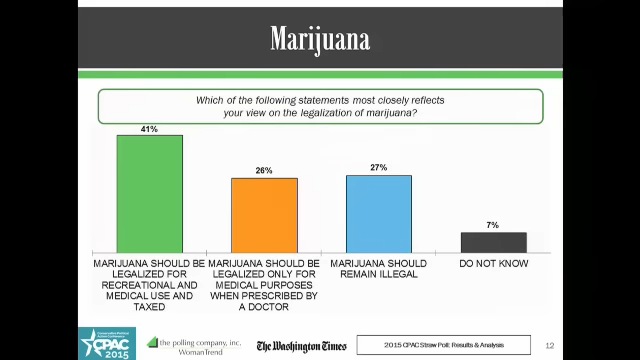 Marijuana
Which of the following statements most closely reflects
your view on the legalization of marijuana?
41%
26%
27%
7%
MARIJUANA SHOULD BE
LEGALIZED FOR
RECREATIONAL AND
MEDICAL USE AND
TAXED
MARIJUANA SHOULD BE
LEGALIZED ONLY FOR
MEDICAL PURPOSES
WHEN PRESCRIBED BY
A DOCTOR
MARIJUANA SHOULD
REMAIN ILLEGAL
DO NOT KNOW
CPAC
2015
the polling company, inc.
WomanTrend
The Washington Times
2015 CPAC Straw Poll: Results & Analysis
12